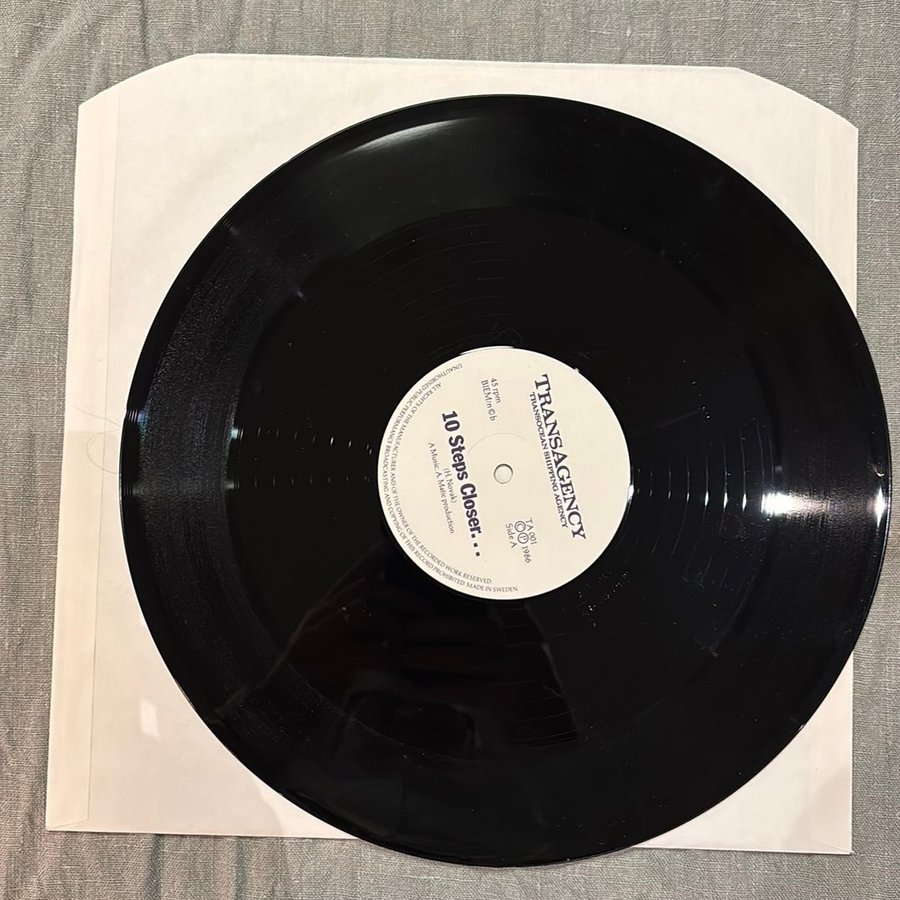 TRANSAGENCY
TRANSOCEAN SHIPPING AGENCY
45 rpm
BIEM/n©b
TA 001
©℗ 1986
Side A
10 Steps Closer. . .
(H. Novak)
A Music. A. Matic production
UNAUTHORISED PUBLIC PERFORMANCE BROADCASTING AND COPYING OF THIS RECORD PROHIBITED. MADE IN SWEDEN
ALL RIGHTS OF THE MANUFACTURER AND OF THE OWNER OF THE RECORDED WORK RESERVED.